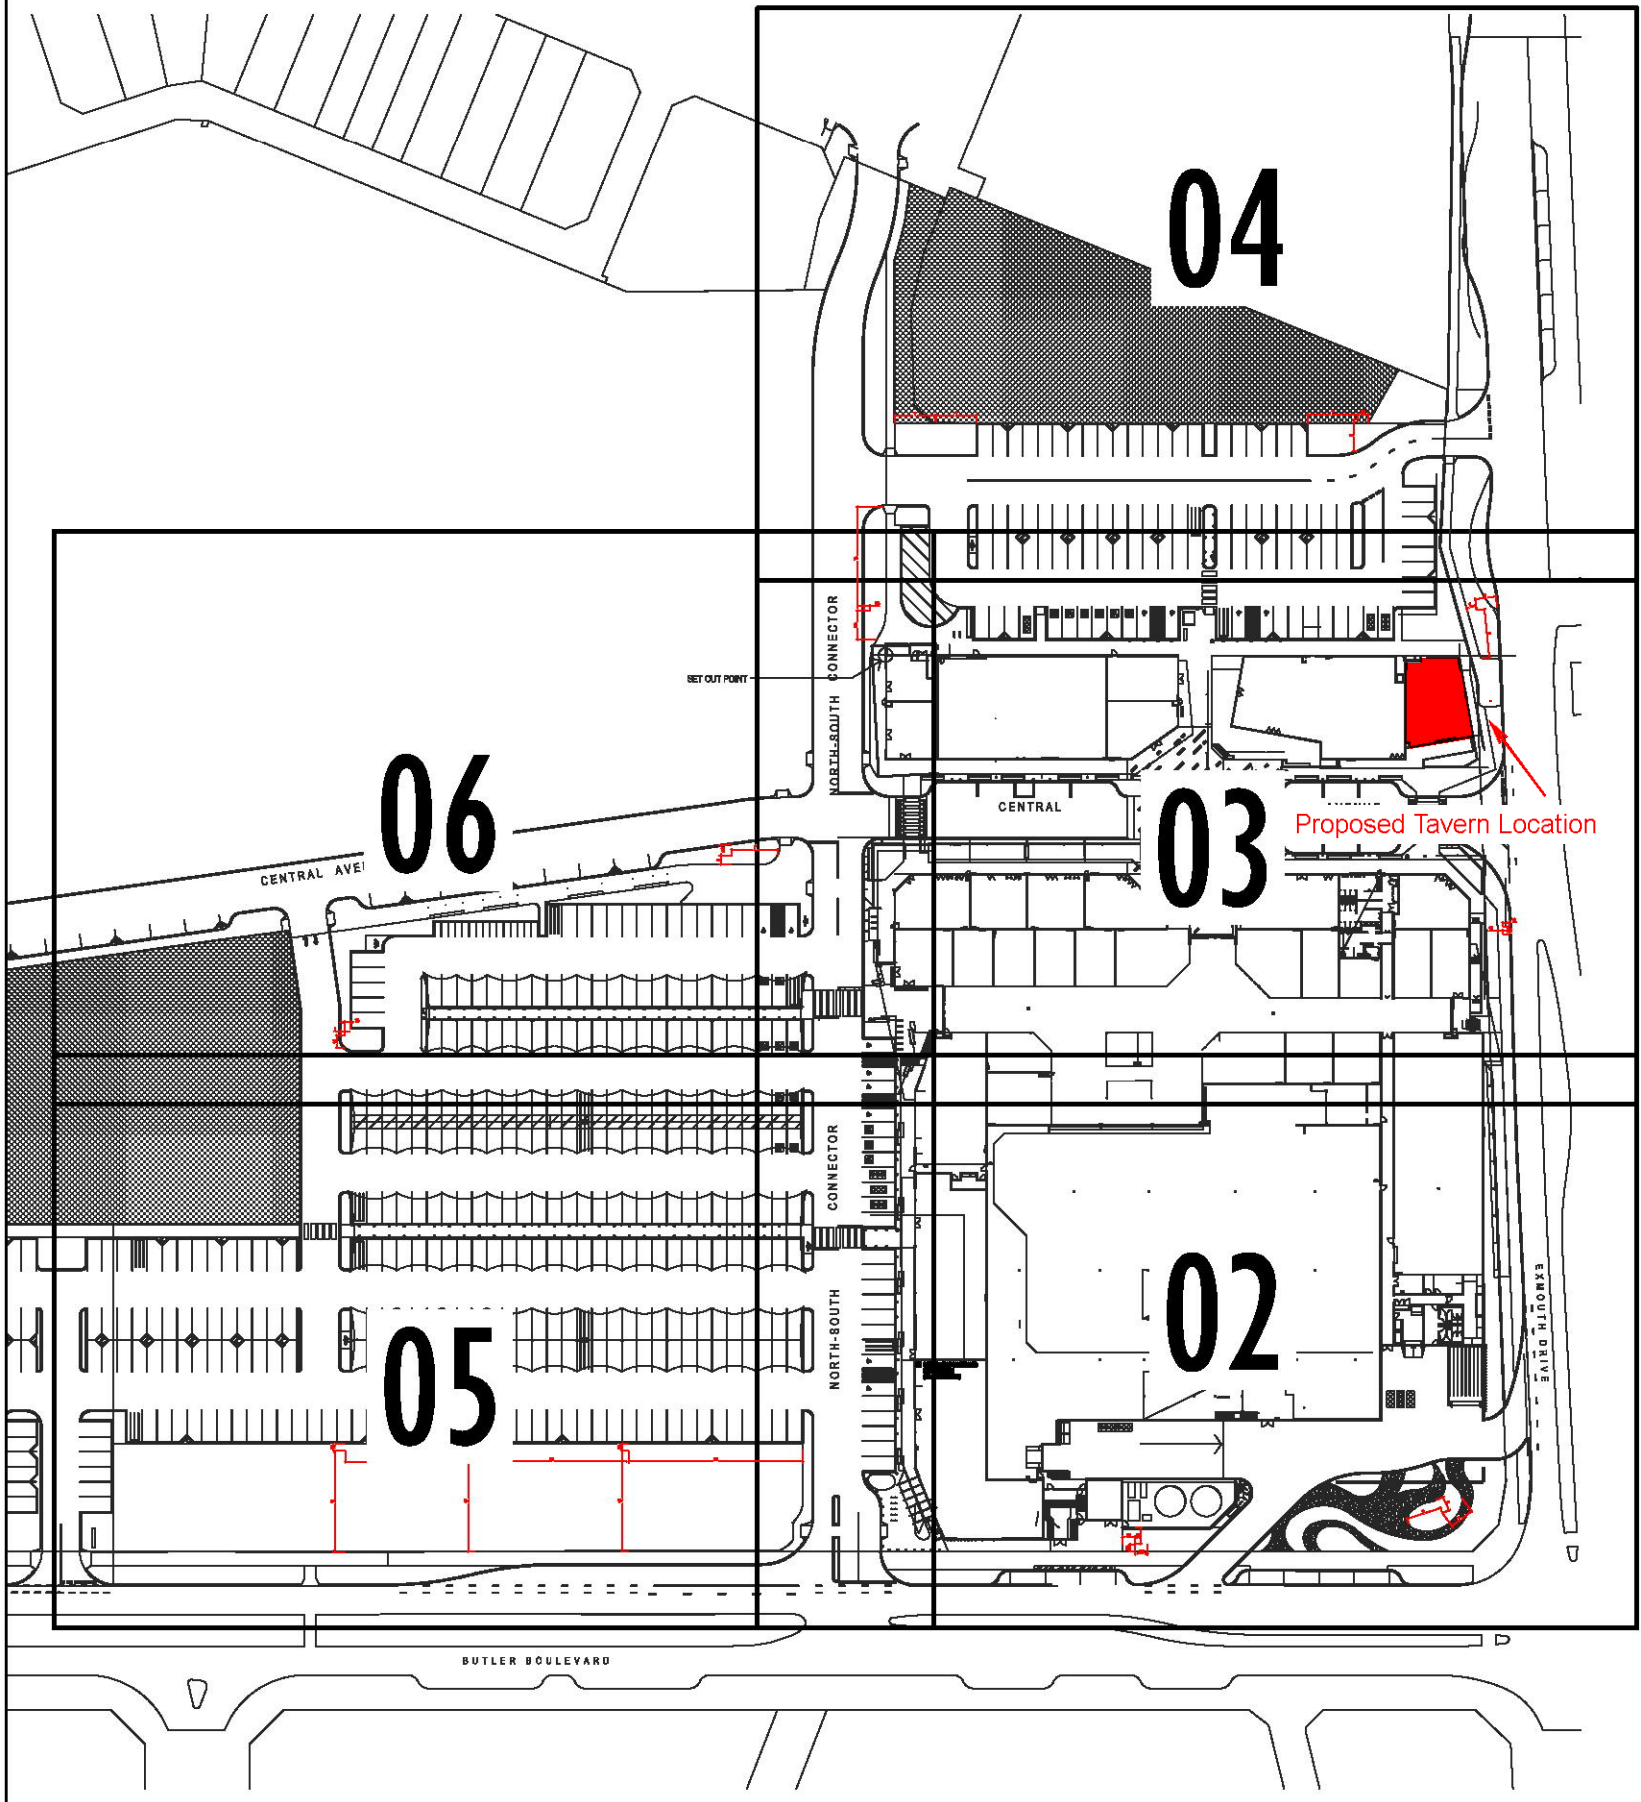 04
CONNECTOR
SET OUT POINT
NORTH-SOUTH
06
CENTRAL
03
Proposed Tavern Location
CENTRAL AVE
CONNECTOR
02
EXMOUTH DRIVE
NORTH-SOUTH
05
BUTLER BOULEVARD